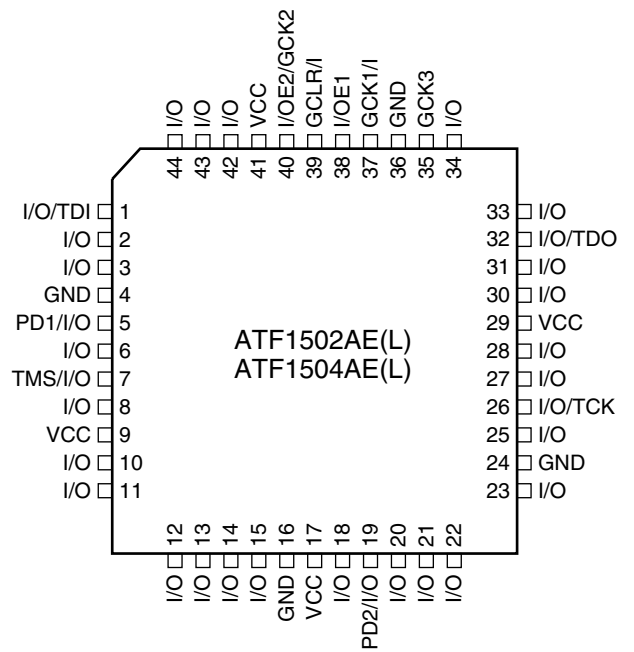 I/O
I/O
I/O
VCC
I/OE2/GCK2
GCLR/I
I/OE1
GCK1/I
GND
GCK3
I/O
44
43
42
41
40
39
38
37
36
35
34
I/O/TDI 1
I/O 2
I/O 3
GND 4
PD1/I/O 5
I/O 6
TMS/I/O 7
I/O 8
VCC 9
I/O 10
I/O 11
ATF1502AE(L)
ATF1504AE(L)
33 I/O
32 I/O/TDO
31 I/O
30 I/O
29 VCC
28 I/O
27 I/O
26 I/O/TCK
25 I/O
24 GND
23 I/O
12
13
14
15
16
17
18
19
20
21
22
I/O
I/O
I/O
I/O
GND
VCC
I/O
PD2/I/O
I/O
I/O
I/O